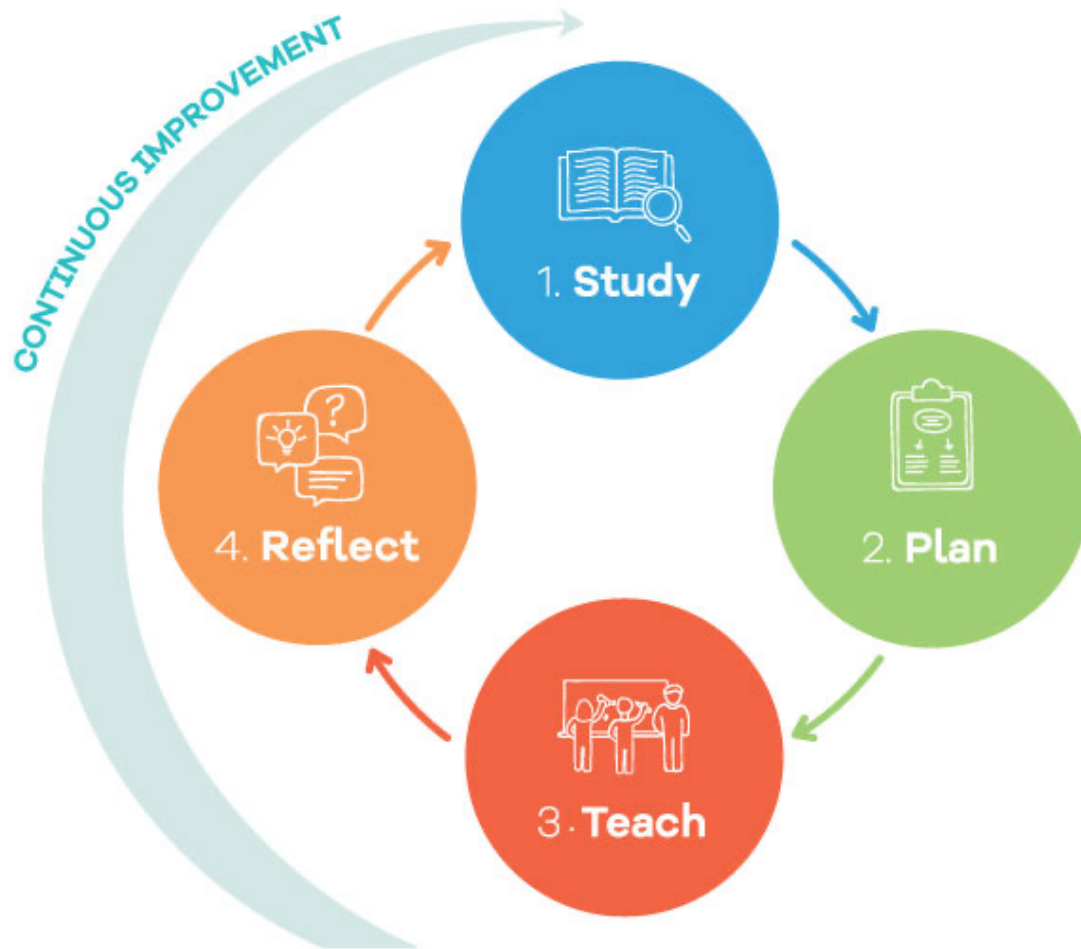 CONTINUOUS IMPROVEMENT
1. Study
2. Plan
3. Teach
4. Reflect
?